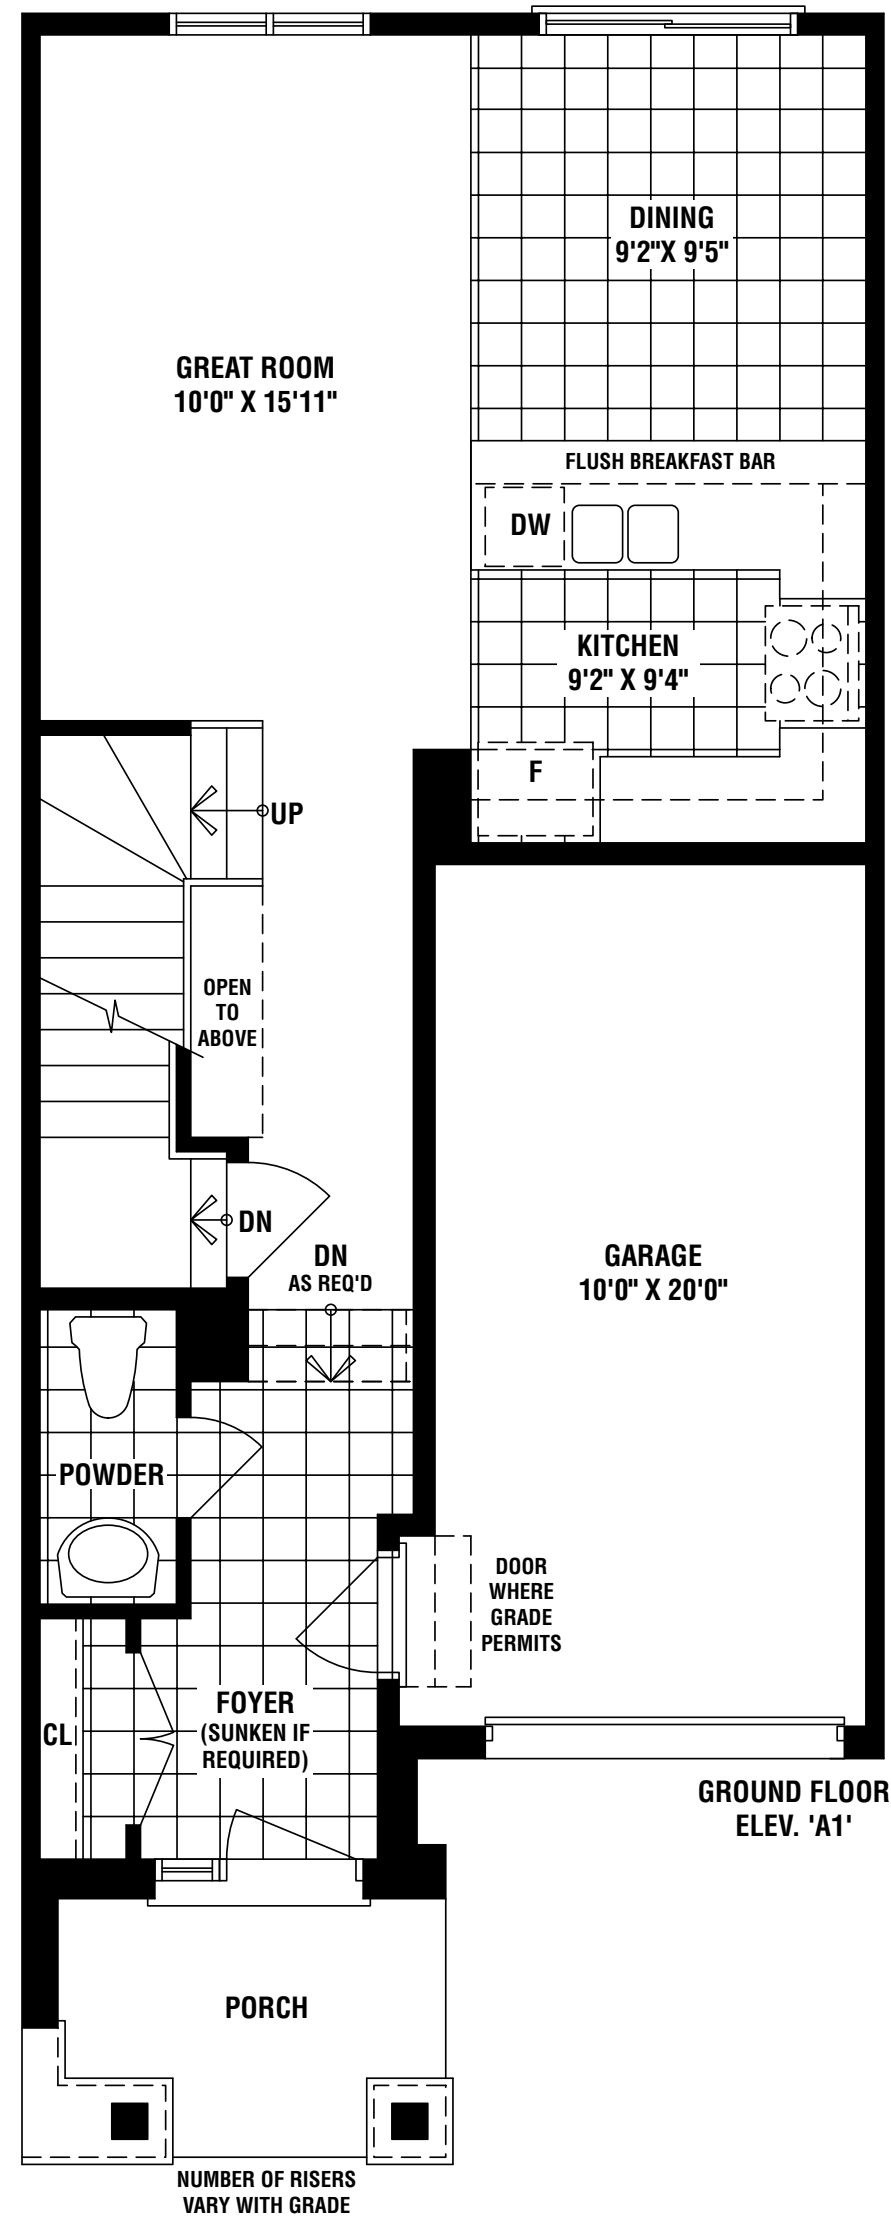 DINING
9'2"X 9'5"
GREAT ROOM
10'0" X 15'11"
FLUSH BREAKFAST BAR
DW
KITCHEN
9'2" X 9'4"
F
UP
OPEN
TO
ABOVE
DN
DN
AS REQ'D
GARAGE
10'0" X 20'0"
POWDER
DOOR
WHERE
GRADE
PERMITS
FOYER
(SUNKEN IF
REQUIRED)
CL
GROUND FLOOR
ELEV. 'A1'
PORCH
NUMBER OF RISERS
VARY WITH GRADE